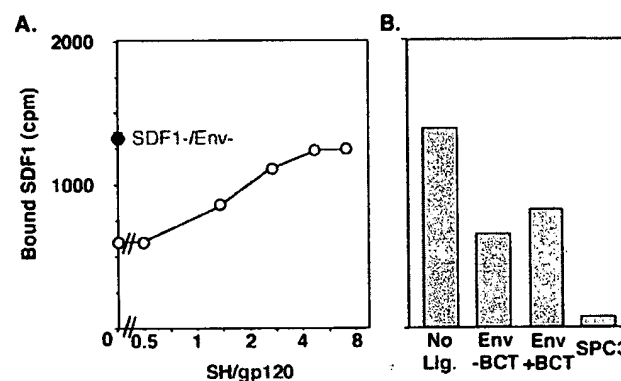 A.
B.
2000
1000
0
Bound SDF1 (cpm)
SDF1-/Env-
0.5 1 2 4 8
SH/gp120
No Lig.
Env -BCT
Env +BCT
SPC3